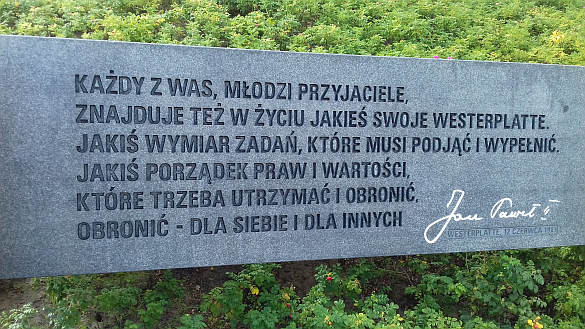 KAŻDY Z WAS, MŁODZI PRZYJACIELE,
ZNAJDUJE TEŻ W ŻYCIU JAKIEŚ SWOJE WESTERPLATTE.
JAKIŚ WYMIAR ZADAŃ, KTÓRE MUSI PODJĄĆ I WYPEŁNIĆ.
JAKIŚ PORZĄDEK PRAW I WARTOŚCI,
KTÓRE TRZEBA UTRZYMAĆ I OBRONIĆ.
OBRONIĆ - DLA SIEBIE I DLA INNYCH
Jan Paweł II
WESTERPLATTE, 12 CZERWCA